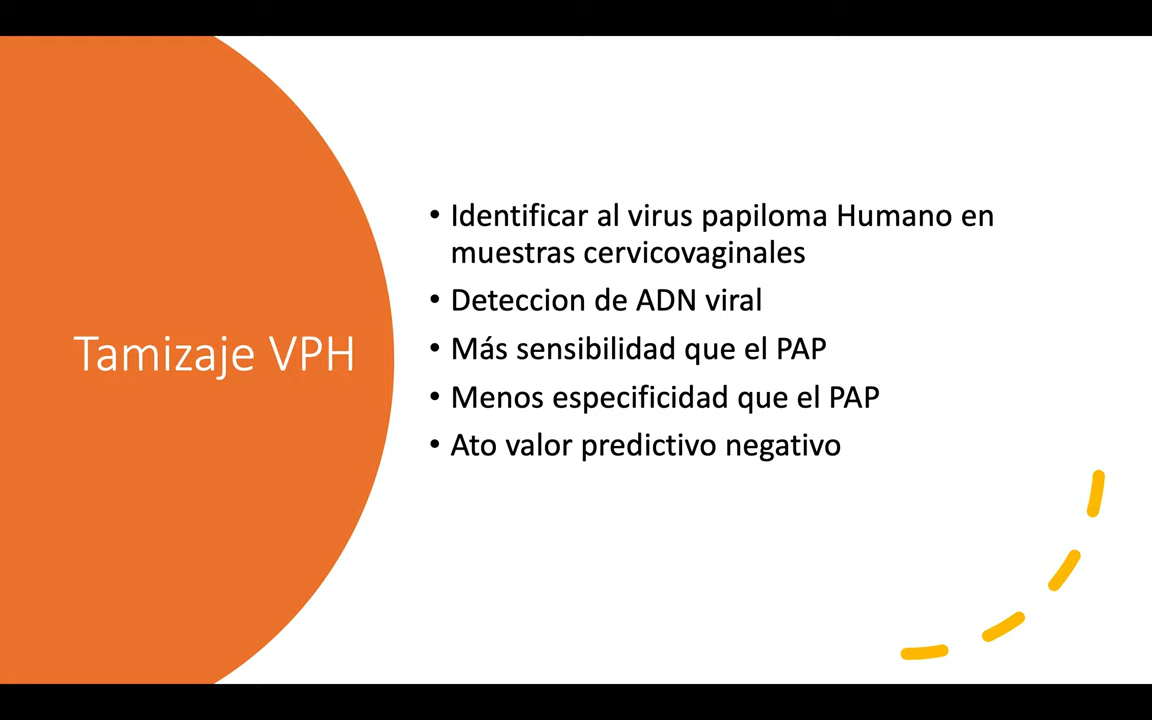 Tamizaje VPH
• Identificar al virus papiloma Humano en
muestras cervicovaginales
• Deteccion de ADN viral
• Más sensibilidad que el PAP
• Menos especificidad que el PAP
• Ato valor predictivo negativo